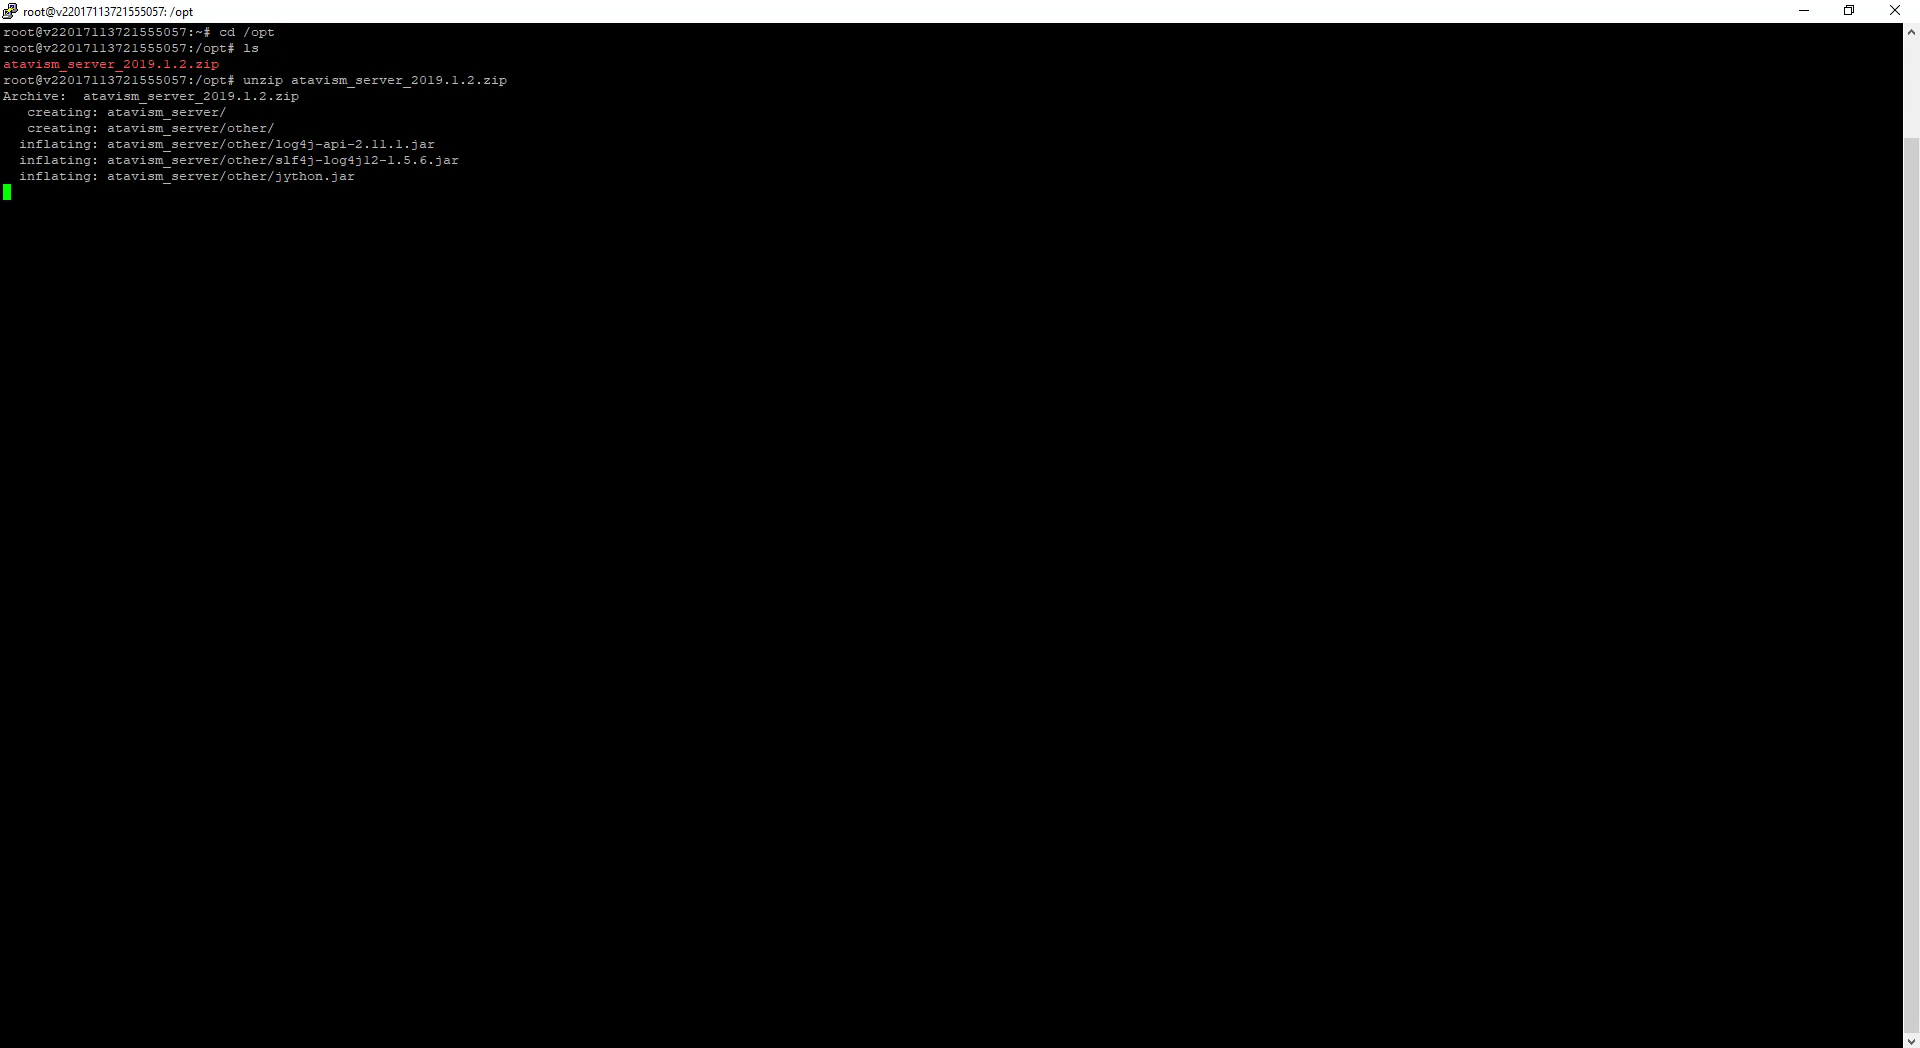 root@v22017113721555057: /opt
root@v22017113721555057:~# cd /opt
root@v22017113721555057:/opt# ls
atavism_server_2019.1.2.zip
root@v22017113721555057:/opt# unzip atavism_server_2019.1.2.zip
Archive:  atavism_server_2019.1.2.zip
   creating: atavism_server/
   creating: atavism_server/other/
  inflating: atavism_server/other/log4j-api-2.11.1.jar
  inflating: atavism_server/other/slf4j-log4j12-1.5.6.jar
  inflating: atavism_server/other/jython.jar